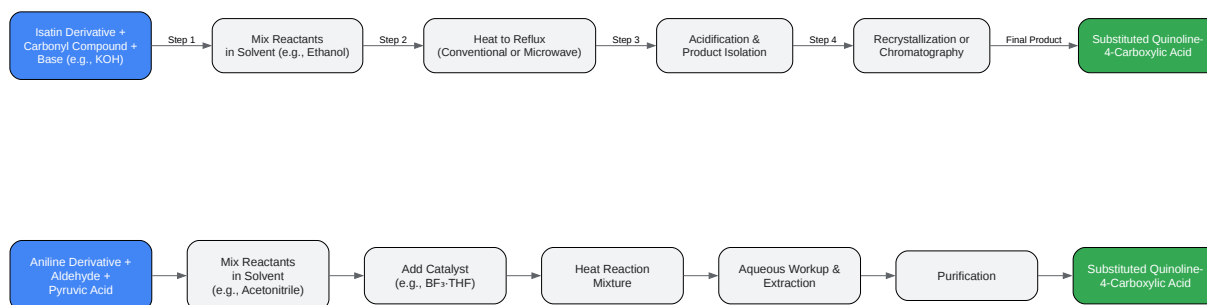 Isatin Derivative +
Carbonyl Compound +
Base (e.g., KOH)
Step 1
Mix Reactants
in Solvent (e.g., Ethanol)
Step 2
Heat to Reflux
(Conventional or Microwave)
Step 3
Acidification &
Product Isolation
Step 4
Recrystallization or
Chromatography
Final Product
Substituted Quinoline-
4-Carboxylic Acid
Aniline Derivative +
Aldehyde +
Pyruvic Acid
Mix Reactants
in Solvent
(e.g., Acetonitrile)
Add Catalyst
(e.g., BF₃·THF)
Heat Reaction
Mixture
Aqueous Workup &
Extraction
Purification
Substituted Quinoline-
4-Carboxylic Acid